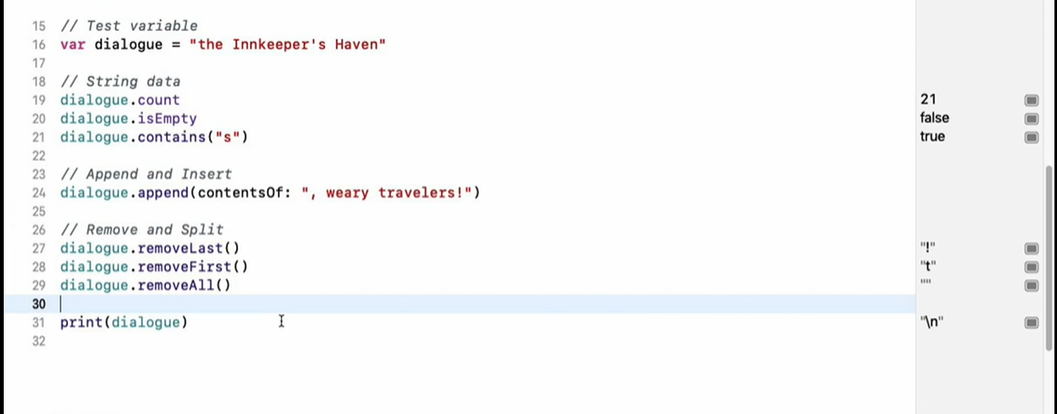 15 // Test variable
16 var dialogue = "the Innkeeper's Haven"
17
18 // String data
19 dialogue.count 21
20 dialogue.isEmpty false
21 dialogue.contains("s") true
22
23 // Append and Insert
24 dialogue.append(contentsOf: ", weary travelers!")
25
26 // Remove and Split
27 dialogue.removeLast() "!"
28 dialogue.removeFirst() "t"
29 dialogue.removeAll() ""
30
31 print(dialogue) "\n"
32